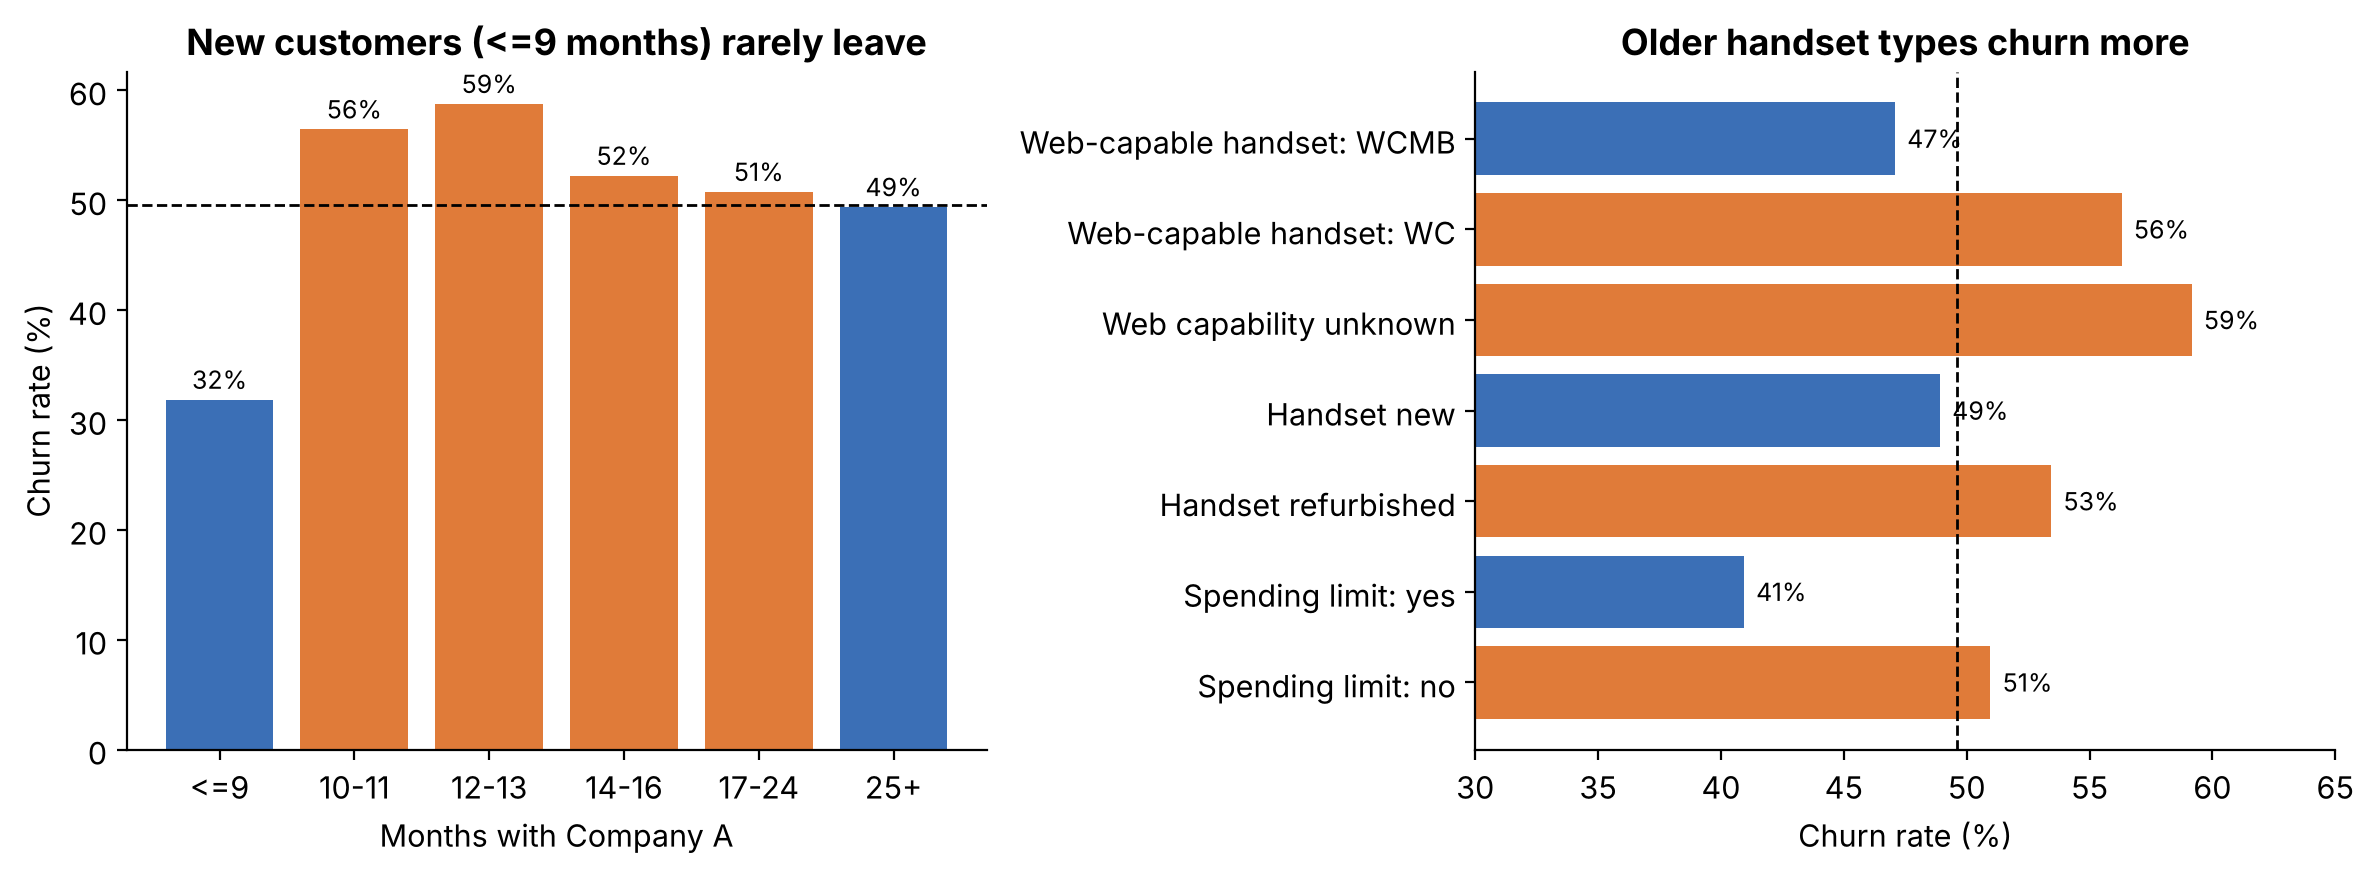 New customers (<=9 months) rarely leave
60
50
40
30
20
10
0
Churn rate (%)
32%
56%
59%
52%
51%
49%
<=9
10-11
12-13
14-16
17-24
25+
Months with Company A
Older handset types churn more
Web-capable handset: WCMB
47%
Web-capable handset: WC
56%
Web capability unknown
59%
Handset new
49%
Handset refurbished
53%
Spending limit: yes
41%
Spending limit: no
51%
30
35
40
45
50
55
60
65
Churn rate (%)